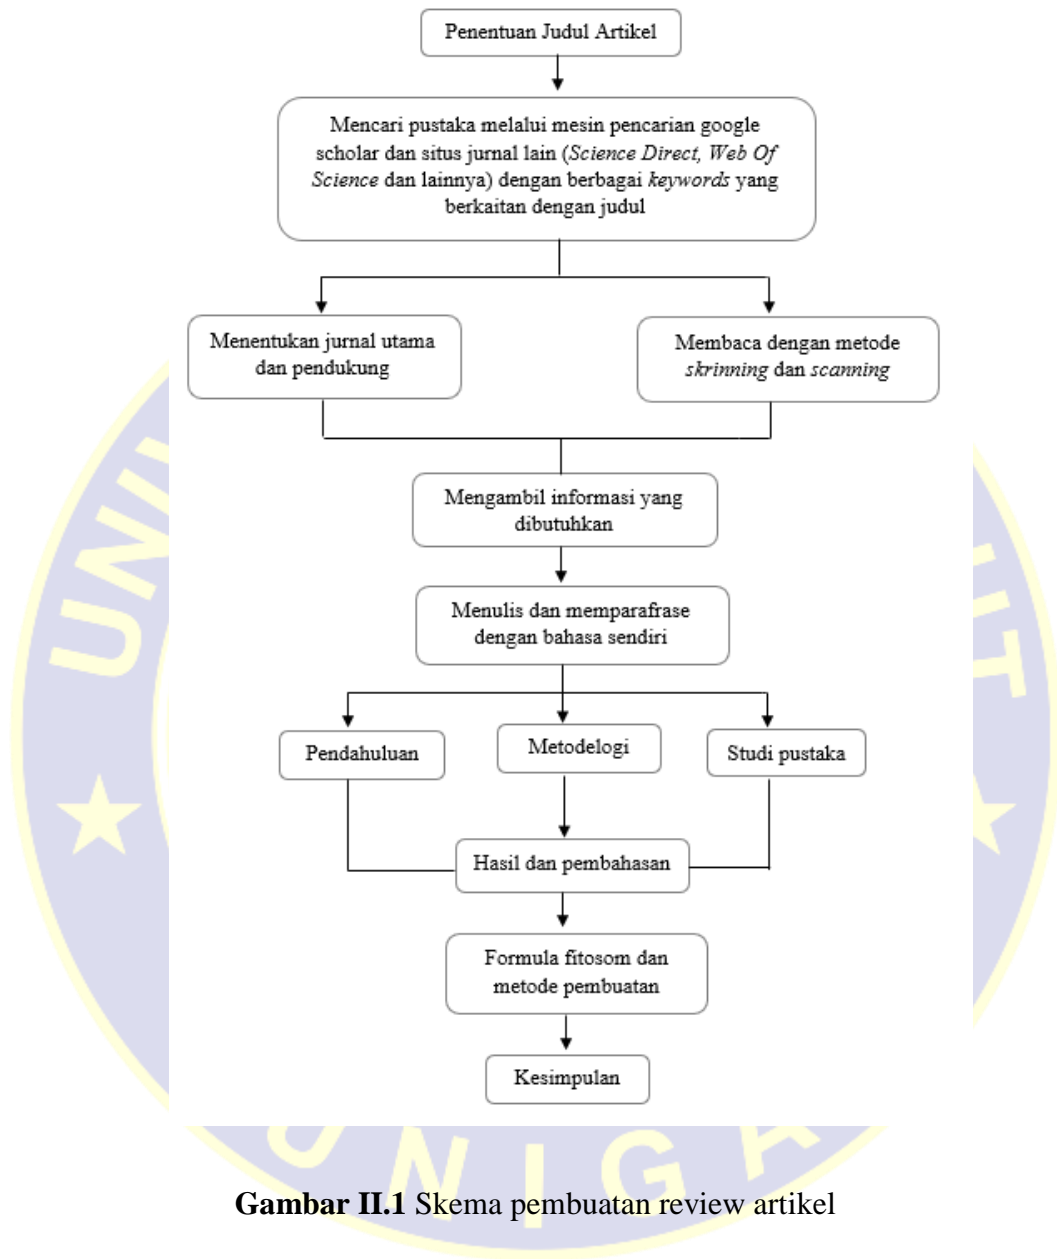 Penentuan Judul Artikel
Mencari pustaka melalui mesin pencarian google
scholar dan situs jurnal lain (Science Direct, Web Of
Science dan lainnya) dengan berbagai keywords yang
berkaitan dengan judul
Menentukan jurnal utama
dan pendukung
Membaca dengan metode
skrinning dan scanning
Mengambil informasi yang
dibutuhkan
Menulis dan memparafrase
dengan bahasa sendiri
Pendahuluan
Metodelogi
Studi pustaka
Hasil dan pembahasan
Formula fitosom dan
metode pembuatan
Kesimpulan
UNIGA
Gambar II.1 Skema pembuatan review artikel